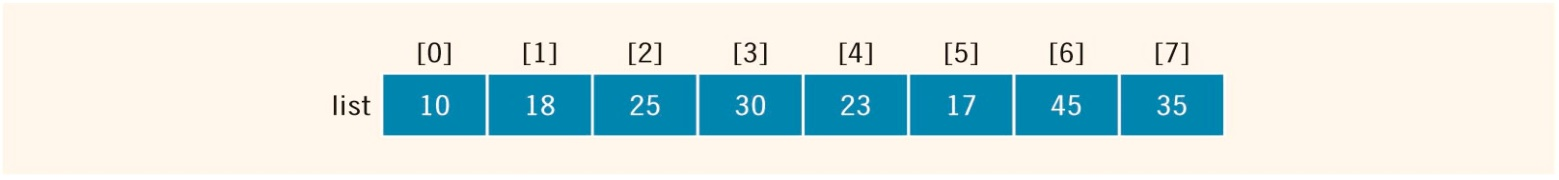 [0] [1] [2] [3] [4] [5] [6] [7]
list 10 18 25 30 23 17 45 35